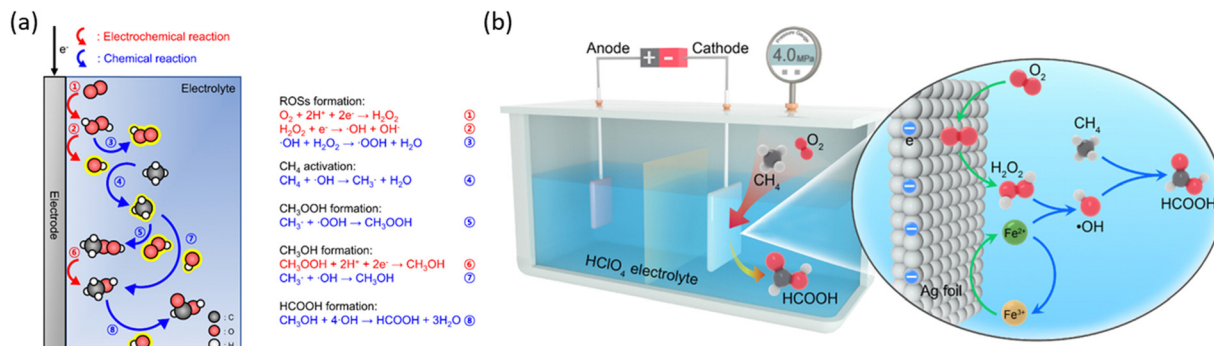 (a)
: Electrochemical reaction
: Chemical reaction
e-
Electrolyte
①
②
③
④
⑤
⑦
⑥
⑧
Electrode
: C
: O
: H
ROSs formation:
O₂ + 2H⁺ + 2e⁻ → H₂O₂ ①
H₂O₂ + e⁻ → ·OH + OH⁻ ②
·OH + H₂O₂ → ·OOH + H₂O ③
CH₄ activation:
CH₄ + ·OH → CH₃· + H₂O ④
CH₃OOH formation:
CH₃· + ·OOH → CH₃OOH ⑤
CH₃OH formation:
CH₃OOH + 2H⁺ + 2e⁻ → CH₃OH ⑥
CH₃· + ·OH → CH₃OH ⑦
HCOOH formation:
CH₃OH + 4·OH → HCOOH + 3H₂O ⑧
(b)
Anode
Cathode
+ −
4.0MPa
O₂
CH₄
HClO₄ electrolyte
HCOOH
O₂
e
CH₄
H₂O₂
HCOOH
•OH
Fe²⁺
Ag foil
Fe³⁺